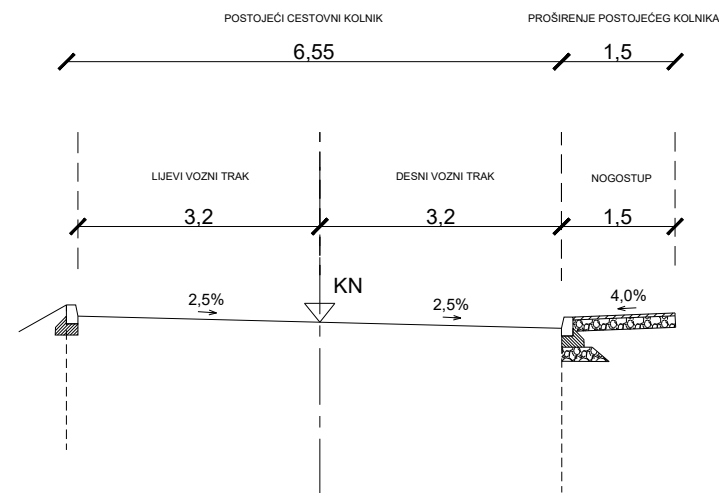 POSTOJEĆI CESTOVNI KOLNIK
PROŠIRENJE POSTOJEĆEG KOLNIKA
6,55
1,5
LIJEVI VOZNI TRAK
DESNI VOZNI TRAK
NOGOSTUP
3,2
3,2
1,5
KN
2,5%
2,5%
4,0%